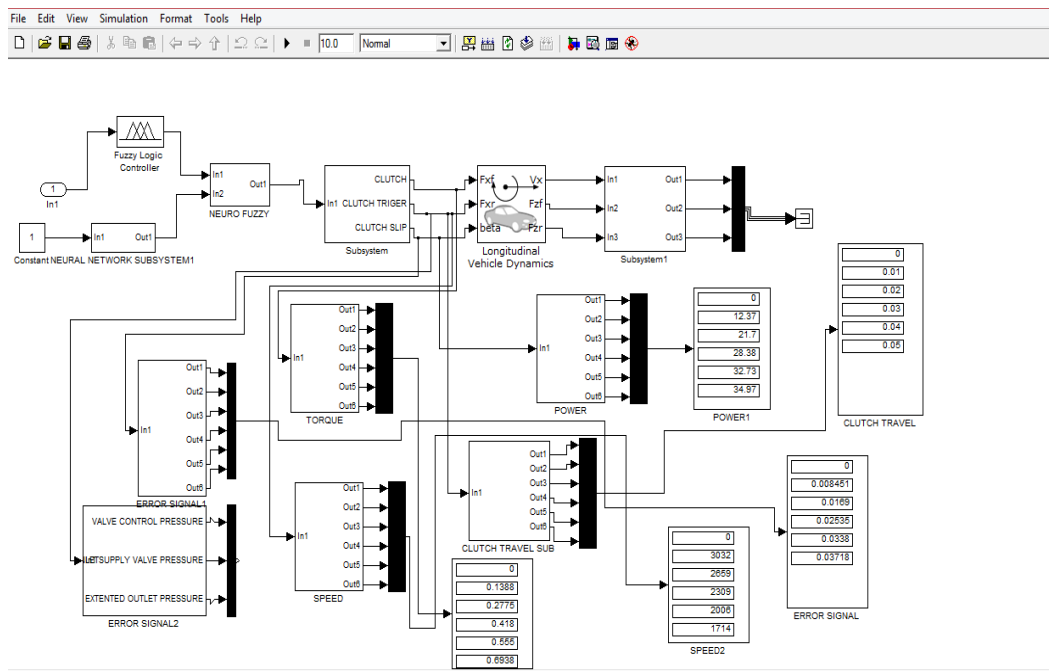 File Edit View Simulation Format Tools Help
10.0 Normal
Fuzzy Logic
Controller
1
In1
In1
In2
Out1
NEURO FUZZY
1
Constant
In1
Out1
NEURAL NETWORK SUBSYSTEM1
In1
CLUTCH
CLUTCH TRIGER
CLUTCH SLIP
Subsystem
Fxf
Fxr
beta
Vx
Fzf
Fzr
Longitudinal
Vehicle Dynamics
In1
In2
In3
Out1
Out2
Out3
Subsystem1
0
0.01
0.02
0.03
0.04
0.05
CLUTCH TRAVEL
In1
Out1
Out2
Out3
Out4
Out5
Out6
TORQUE
In1
Out1
Out2
Out3
Out4
Out5
Out6
POWER
0
12.37
21.7
28.38
32.73
34.97
POWER1
In1
Out1
Out2
Out3
Out4
Out5
Out6
ERROR SIGNAL1
In1
Out1
Out2
Out3
Out4
Out5
Out6
CLUTCH TRAVEL SUB
0
0.008451
0.0169
0.02535
0.0338
0.03718
ERROR SIGNAL
VALVE CONTROL PRESSURE
SUPPLY VALVE PRESSURE
EXTENTED OUTLET PRESSURE
ERROR SIGNAL2
In1
Out1
Out2
Out3
Out4
Out5
Out6
SPEED
0
0.1388
0.2775
0.418
0.555
0.6938
0
3032
2659
2309
2006
1714
SPEED2